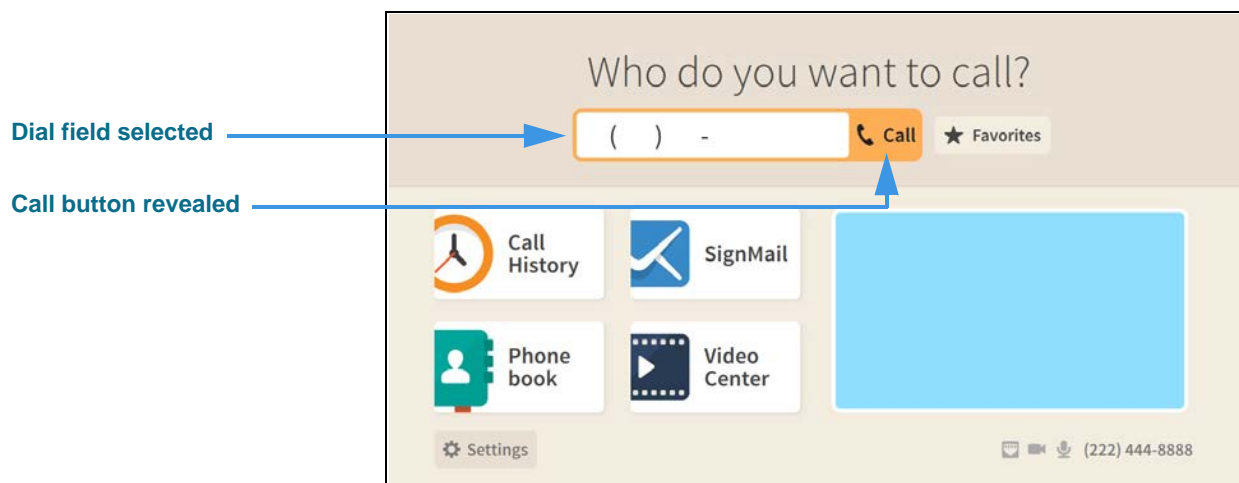 Who do you want to call?
Dial field selected
( ) -
Call
Favorites
Call button revealed
Call
History
SignMail
Phone
book
Video
Center
Settings
(222) 444-8888